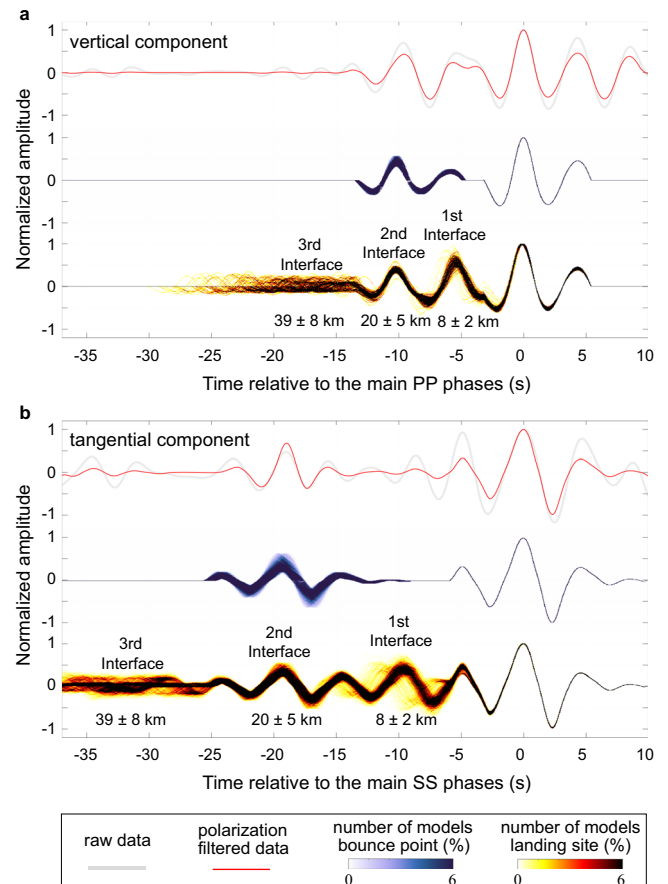 a
vertical component
Normalized amplitude
1
0
-1
1
0
-1
1
0
-1
3rd
Interface
2nd
Interface
1st
Interface
39 ± 8 km
20 ± 5 km
8 ± 2 km
-35 -30 -25 -20 -15 -10 -5 0 5 10
Time relative to the main PP phases (s)
b
tangential component
Normalized amplitude
1
0
-1
1
0
-1
1
0
-1
3rd
Interface
2nd
Interface
1st
Interface
39 ± 8 km
20 ± 5 km
8 ± 2 km
-35 -30 -25 -20 -15 -10 -5 0 5 10
Time relative to the main SS phases (s)
raw data
polarization
filtered data
number of models
bounce point (%)
0 6
number of models
landing site (%)
0 6